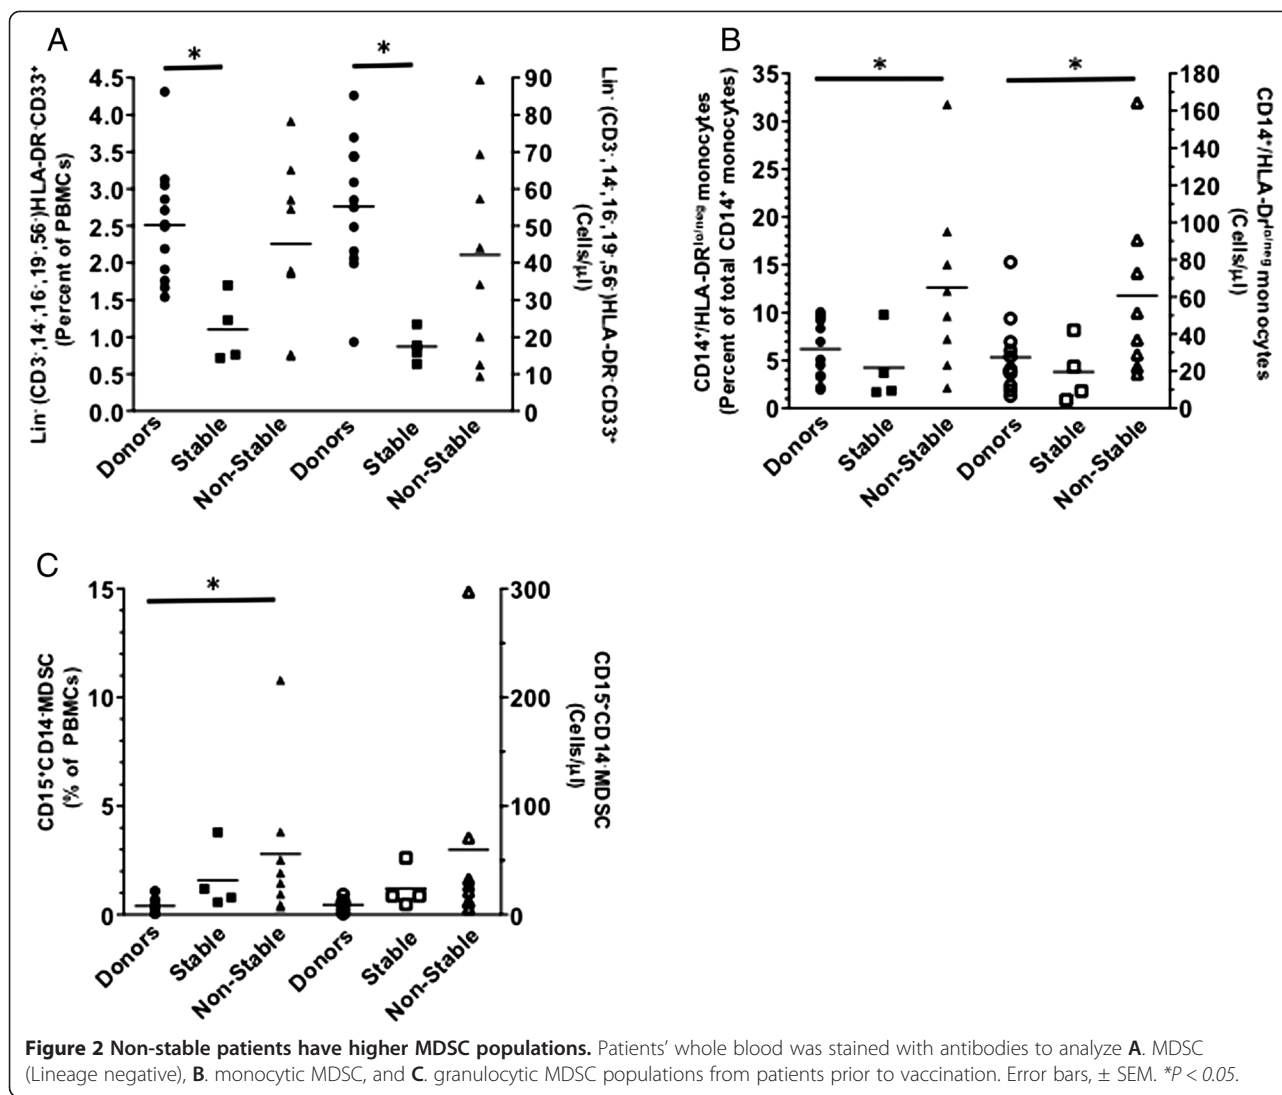 A
*
*
Lin⁻(CD3⁻,14⁻,16⁻,19⁻,56⁻)HLA-DR⁻CD33⁺
(Percent of PBMCs)
4.5
4.0
3.5
3.0
2.5
2.0
1.5
1.0
0.5
0.0
90
80
70
60
50
40
30
20
10
0
Lin⁻(CD3⁻,14⁻,16⁻,19⁻,56⁻)HLA-DR⁻CD33⁺
(Cells/µl)
Donors
Stable
Non-Stable
Donors
Stable
Non-Stable
B
*
*
CD14⁺/HLA-DRˡᵒ/ⁿᵉᵍ monocytes
(Percent of total CD14⁺ monocytes)
35
30
25
20
15
10
5
0
180
160
140
120
100
80
60
40
20
0
CD14⁺/HLA-Drˡᵒ/ⁿᵉᵍ monocytes
(Cells/µl)
Donors
Stable
Non-Stable
Donors
Stable
Non-Stable
C
*
CD15⁺CD14⁻MDSC
(% of PBMCs)
15
10
5
0
300
200
100
0
CD15⁺CD14⁻MDSC
(Cells/µl)
Donors
Stable
Non-Stable
Donors
Stable
Non-Stable
Figure 2 Non-stable patients have higher MDSC populations. Patients’ whole blood was stained with antibodies to analyze A. MDSC
(Lineage negative), B. monocytic MDSC, and C. granulocytic MDSC populations from patients prior to vaccination. Error bars, ± SEM. *P < 0.05.